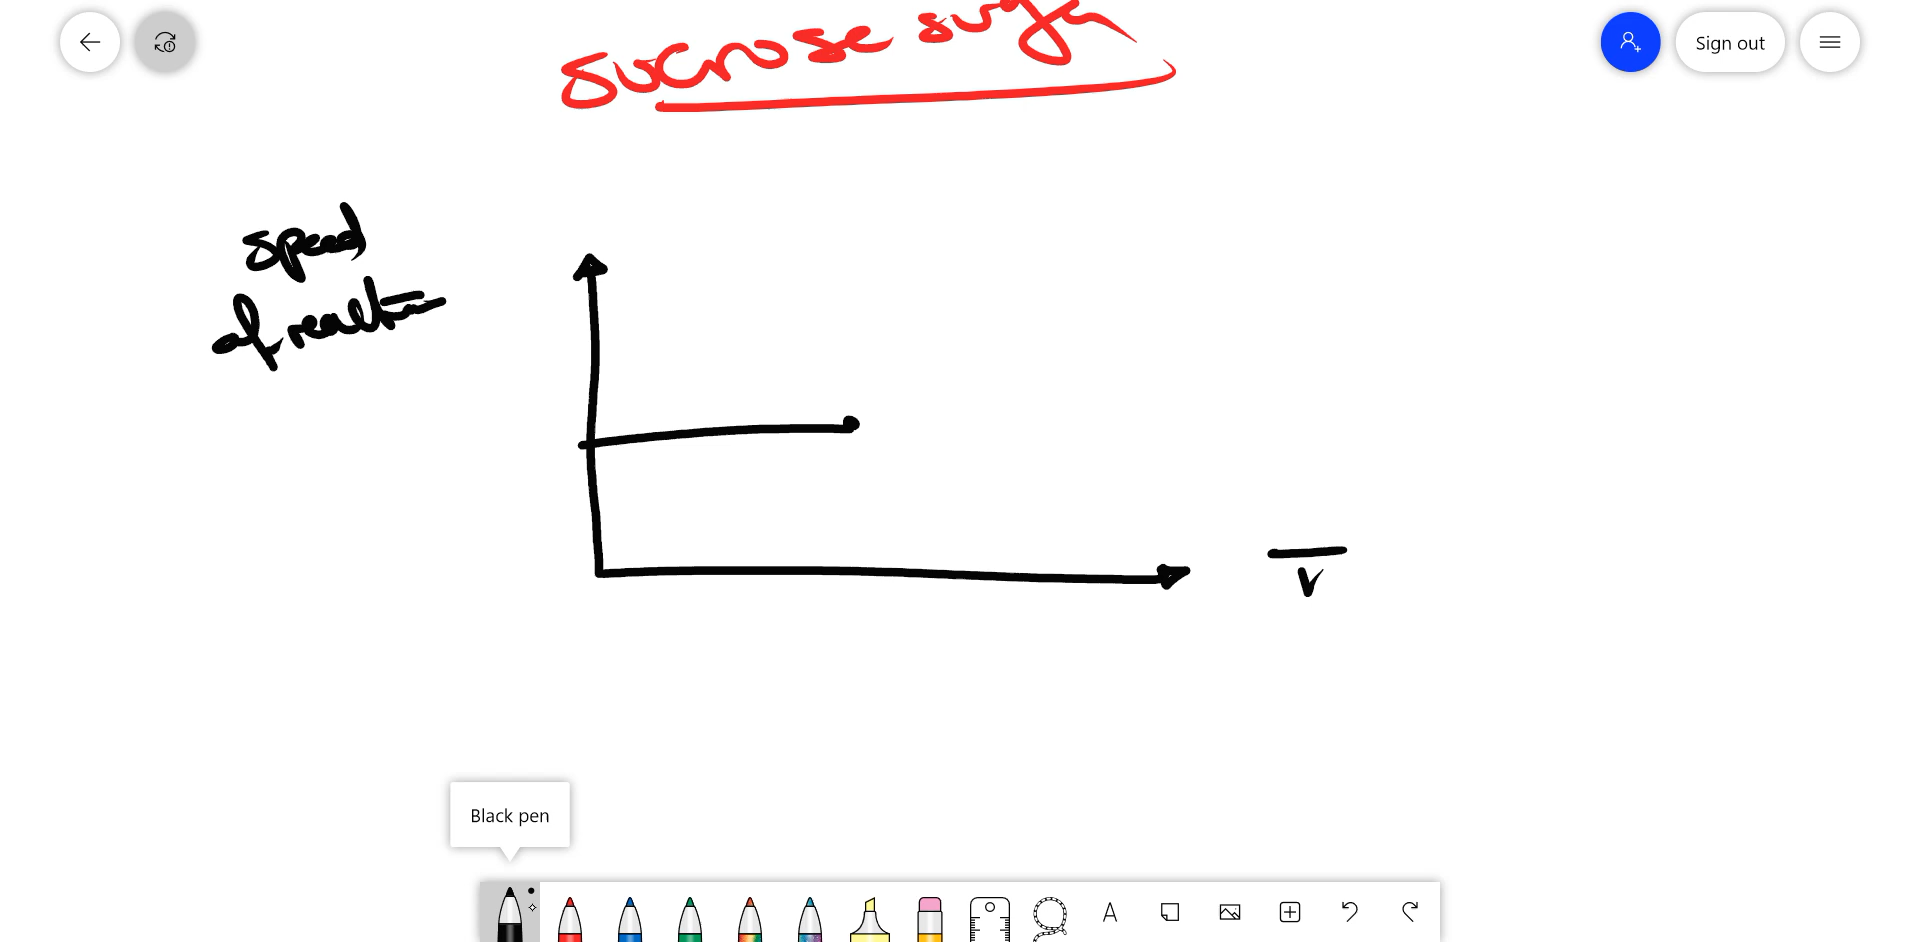 Sign out
sucrose sugar
speed
of reaction
v
Black pen
A